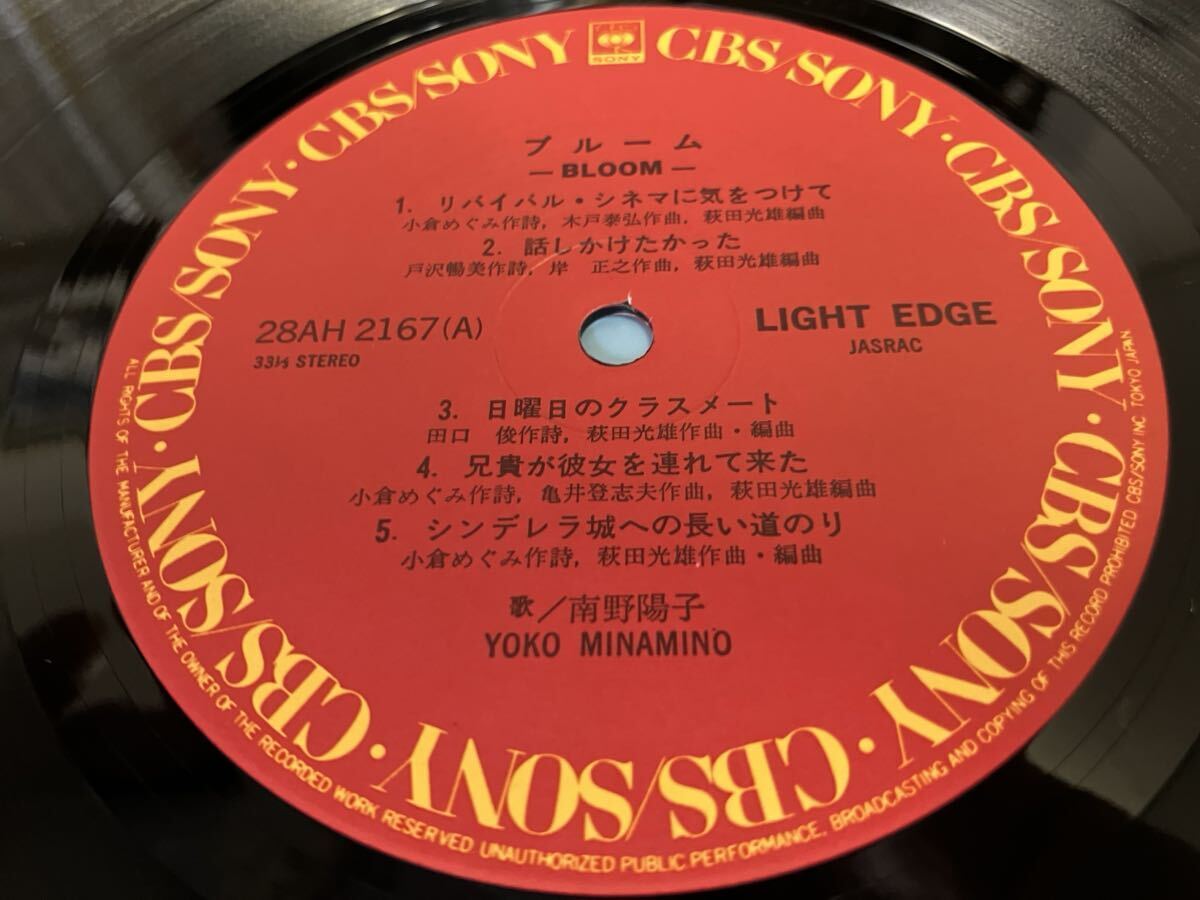 CBS/SONY · CBS/SONY · CBS/SONY · CBS/SONY · CBS/SONY · CBS/SONY · CBS/SONY · CBS/SONY
SONY
ブルーム
— BLOOM —
1. リバイバル・シネマに気をつけて
小倉めぐみ作詩, 木戸泰弘作曲, 萩田光雄編曲
2. 話しかけたかった
戸沢暢美作詩, 岸 正之作曲, 萩田光雄編曲
28AH 2167(A)
33⅓ STEREO
LIGHT EDGE
JASRAC
3. 日曜日のクラスメート
田口 俊作詩, 萩田光雄作曲・編曲
4. 兄貴が彼女を連れて来た
小倉めぐみ作詩, 亀井登志夫作曲, 萩田光雄編曲
5. シンデレラ城への長い道のり
小倉めぐみ作詩, 萩田光雄作曲・編曲
歌/南野陽子
YOKO MINAMINO
ALL RIGHTS OF THE MANUFACTURER AND OF THE OWNER OF THE RECORDED WORK RESERVED UNAUTHORIZED PUBLIC PERFORMANCE, BROADCASTING AND COPYING OF THIS RECORD PROHIBITED CBS/SONY INC. TOKYO JAPAN